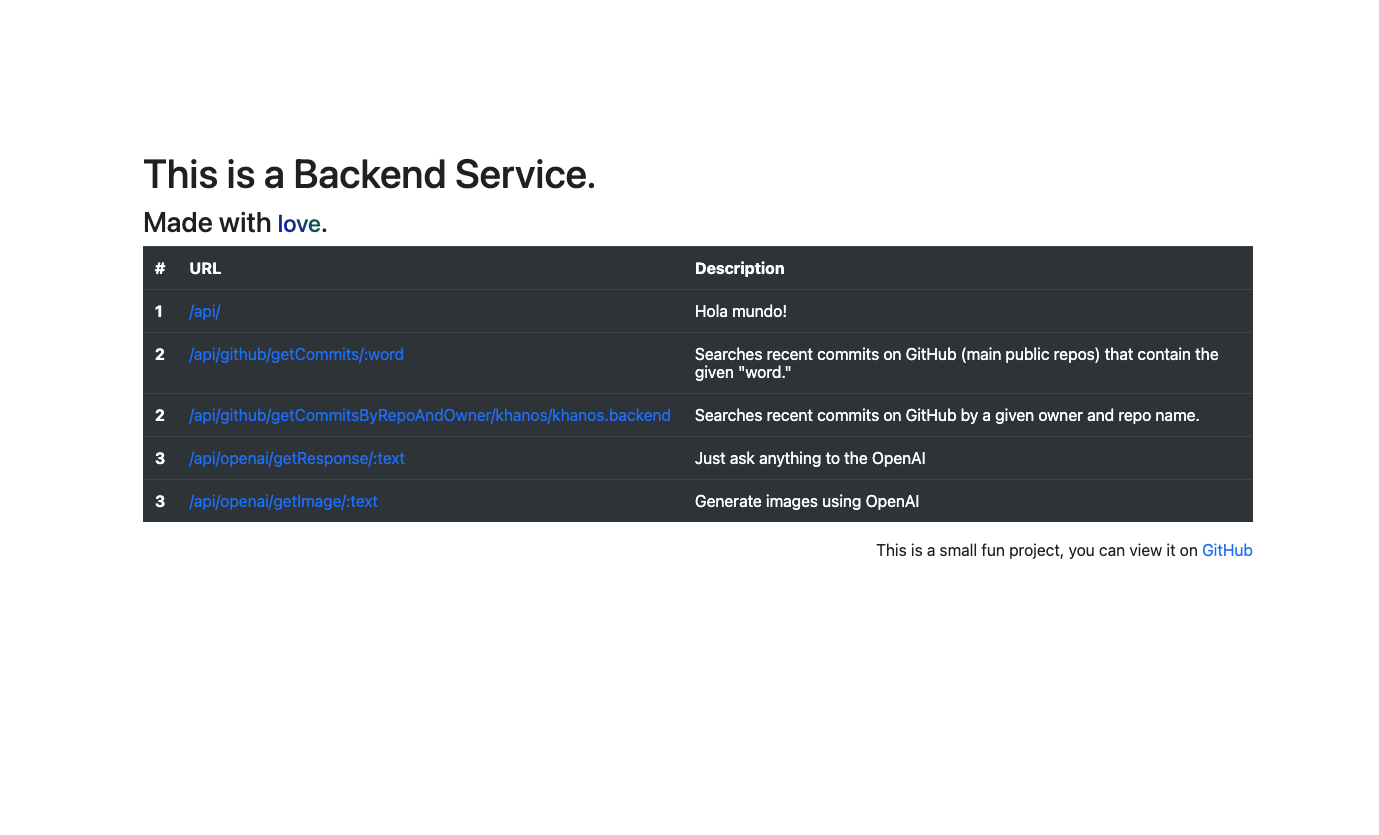 This is a Backend Service.
Made with love.
# URL Description
1 /api/ Hola mundo!
2 /api/github/getCommits/:word Searches recent commits on GitHub (main public repos) that contain the
given "word."
2 /api/github/getCommitsByRepoAndOwner/khanos/khanos.backend Searches recent commits on GitHub by a given owner and repo name.
3 /api/openai/getResponse/:text Just ask anything to the OpenAI
3 /api/openai/getImage/:text Generate images using OpenAI
This is a small fun project, you can view it on GitHub